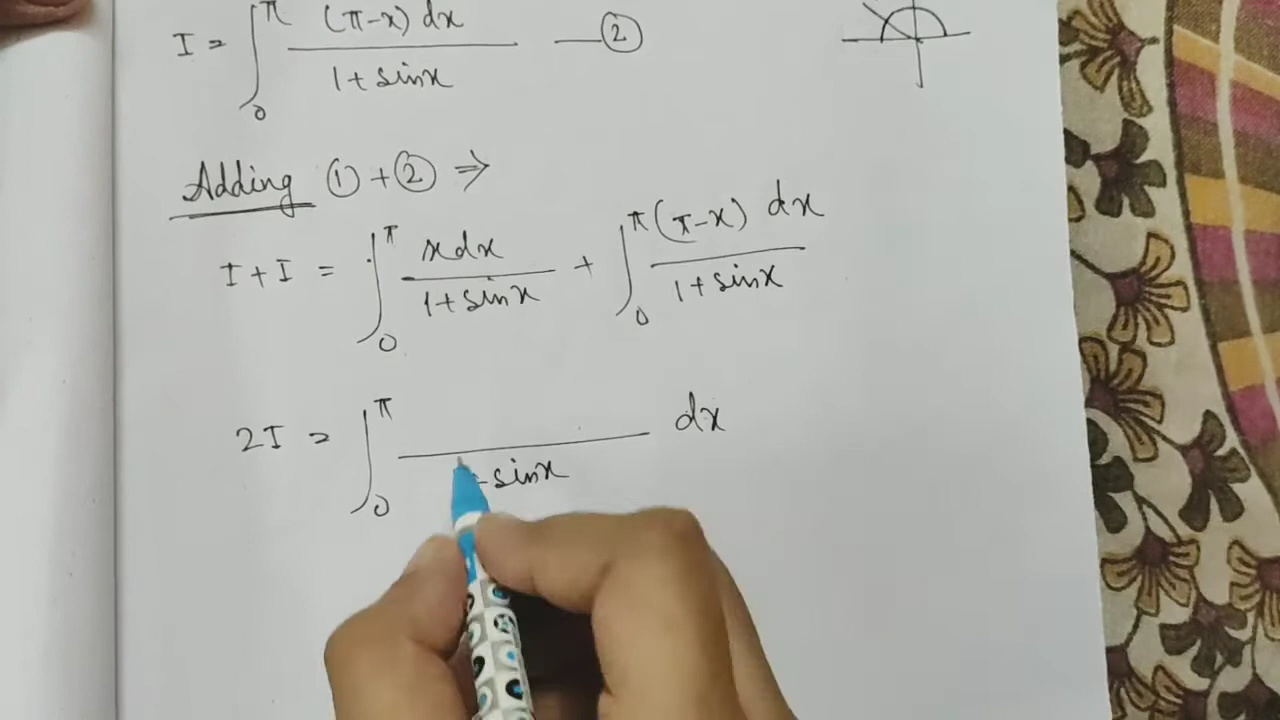 I = ∫₀^π (π-x) dx / 1+sinx —②
Adding ①+② ⇒
I+I = ∫₀^π xdx / 1+sinx + ∫₀^π (π-x) dx / 1+sinx
2I = ∫₀^π / sinx dx